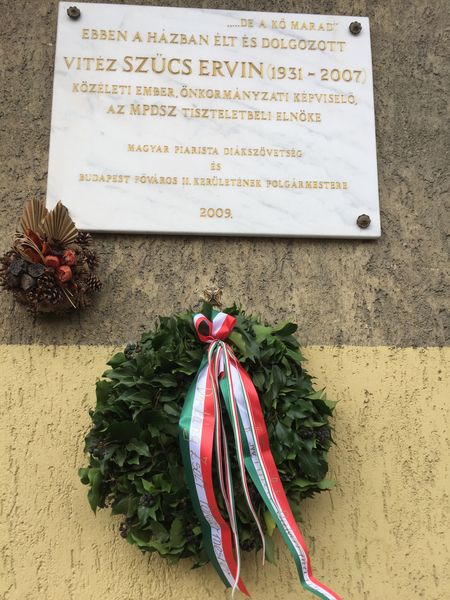 "....DE A KŐ MARAD"
EBBEN A HÁZBAN ÉLT ÉS DOLGOZOTT
VITÉZ SZŰCS ERVIN (1931 - 2007)
KÖZÉLETI EMBER, ÖNKORMÁNYZATI KÉPVISELŐ,
AZ MPDSZ TISZTELETBELI ELNÖKE
MAGYAR PIARISTA DIÁKSZÖVETSÉG
ÉS
BUDAPEST FŐVÁROS II. KERÜLETÉNEK POLGÁRMESTERE
2009.